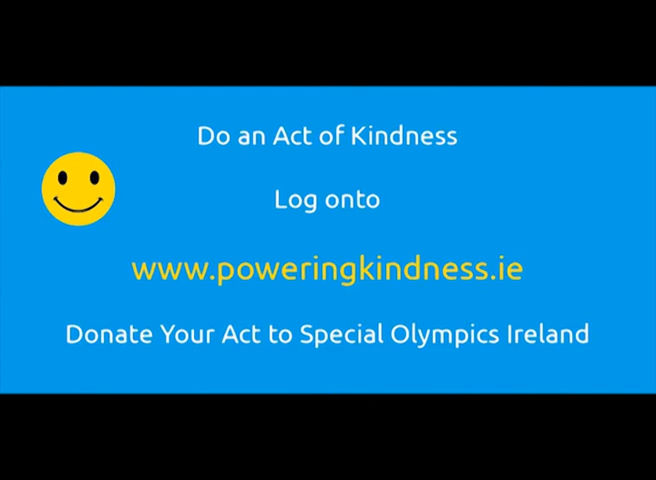 Do an Act of Kindness
Log onto
www.poweringkindness.ie
Donate Your Act to Special Olympics Ireland